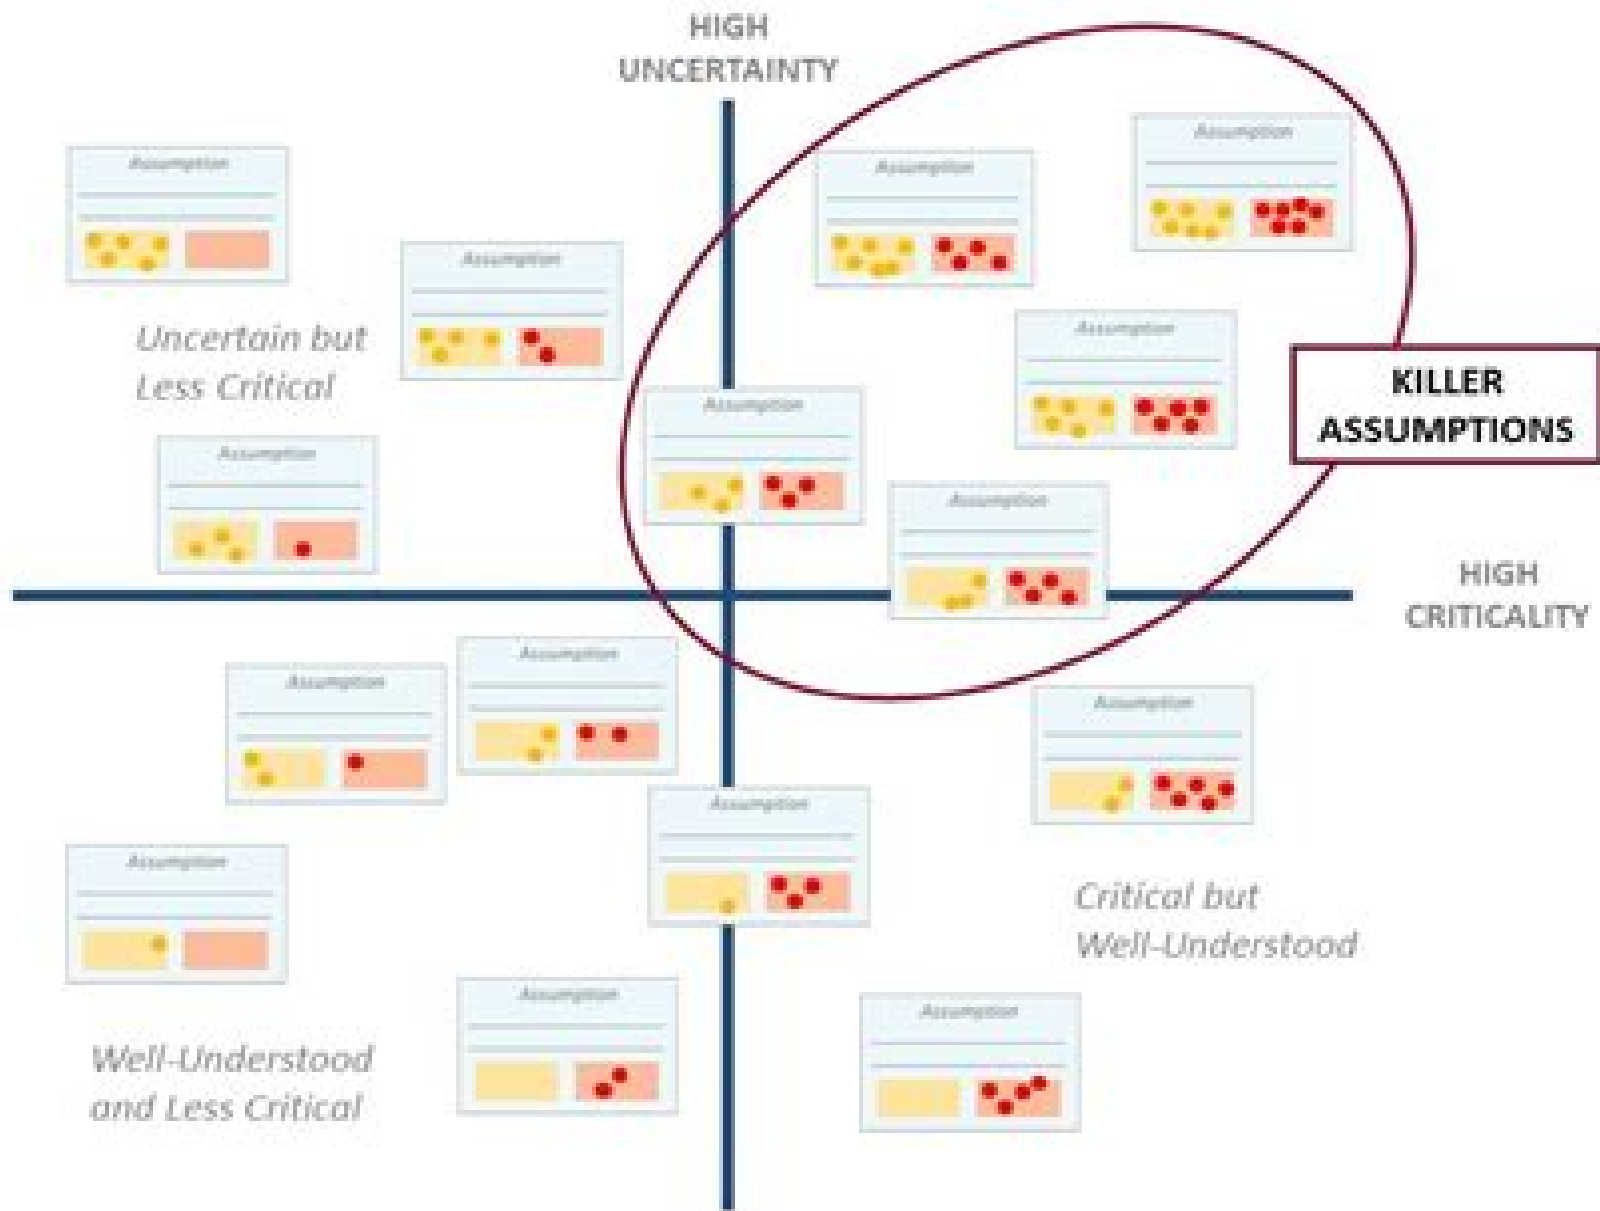 HIGH
UNCERTAINTY
Assumption
Assumption
Assumption
Assumption
Uncertain but
Less Critical
Assumption
KILLER
ASSUMPTIONS
Assumption
Assumption
Assumption
HIGH
CRITICALITY
Assumption
Assumption
Assumption
Assumption
Assumption
Critical but
Well-Understood
Assumption
Assumption
Well-Understood
and Less Critical